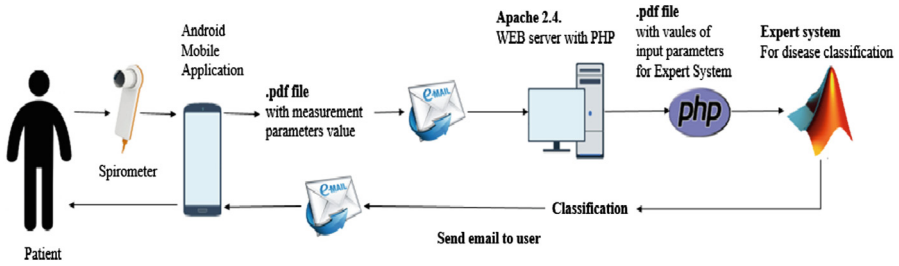 Android
Mobile
Application
.pdf file
with measurement
parameters value
e-MAIL
Apache 2.4.
WEB server with PHP
.pdf file
with vaules of
input parameters
for Expert System
php
Expert system
For disease classification
Spirometer
Patient
e-MAIL
Classification
Send email to user